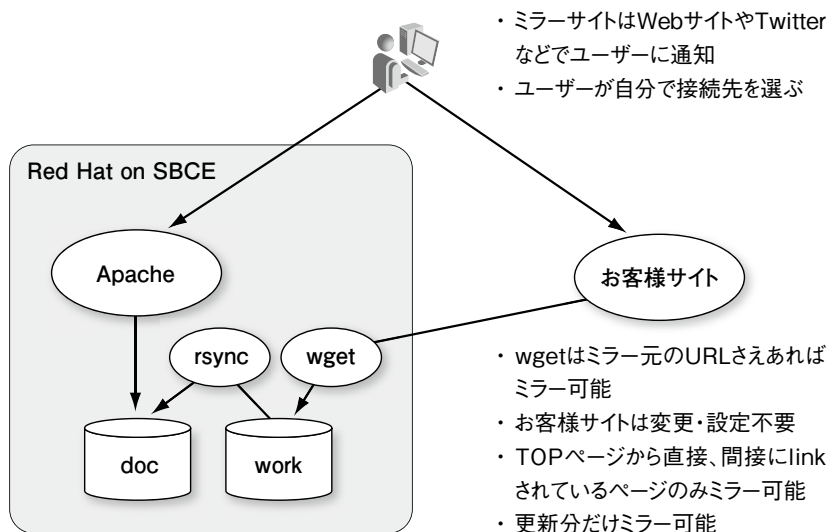 ・ミラーサイトはWebサイトやTwitter
などでユーザーに通知
・ユーザーが自分で接続先を選ぶ
Red Hat on SBCE
Apache
お客様サイト
rsync
wget
doc
work
・wgetはミラー元のURLさえあれば
ミラー可能
・お客様サイトは変更・設定不要
・TOPページから直接、間接にlink
されているページのみミラー可能
・更新分だけミラー可能